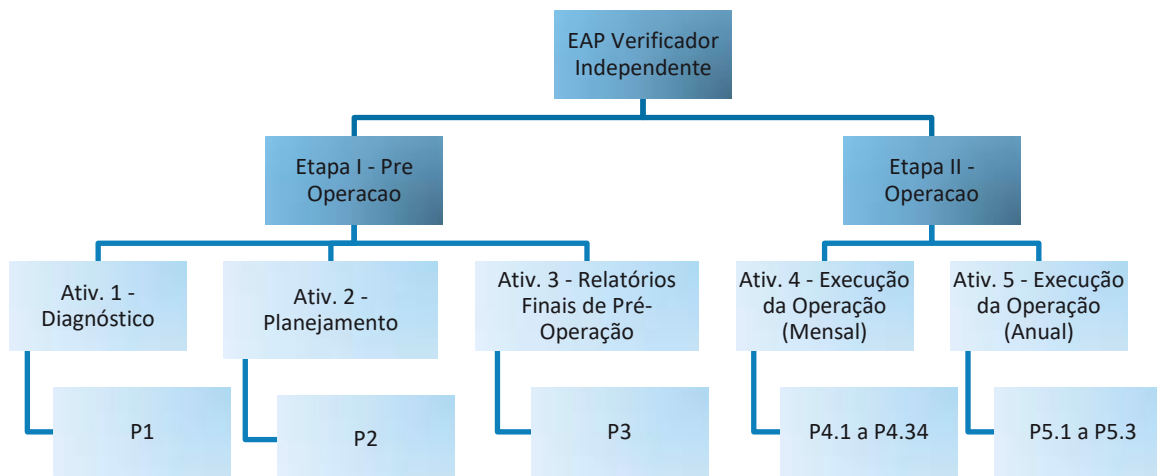 EAP Verificador
Independente
Etapa I - Pre
Operacao
Etapa II -
Operacao
Ativ. 1 -
Diagnóstico
Ativ. 2 -
Planejamento
Ativ. 3 - Relatórios
Finais de Pré-
Operação
Ativ. 4 - Execução
da Operação
(Mensal)
Ativ. 5 - Execução
da Operação
(Anual)
P1
P2
P3
P4.1 a P4.34
P5.1 a P5.3